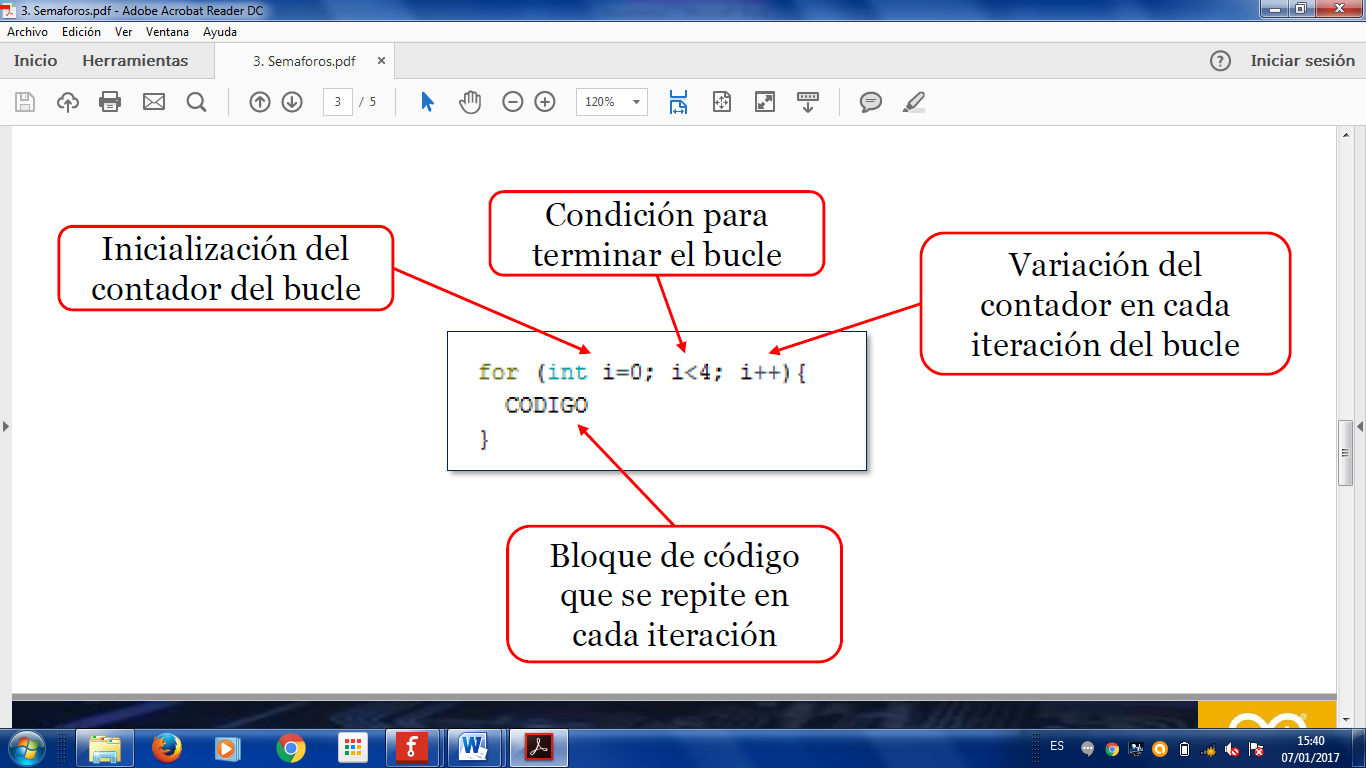 3. Semaforos.pdf - Adobe Acrobat Reader DC
Archivo Edición Ver Ventana Ayuda
Inicio Herramientas 3. Semaforos.pdf × ? Iniciar sesión
3 / 5 120%
Condición para
terminar el bucle
Inicialización del
contador del bucle
Variación del
contador en cada
iteración del bucle
for (int i=0; i<4; i++){
CODIGO
}
Bloque de código
que se repite en
cada iteración
ES 15:40
07/01/2017